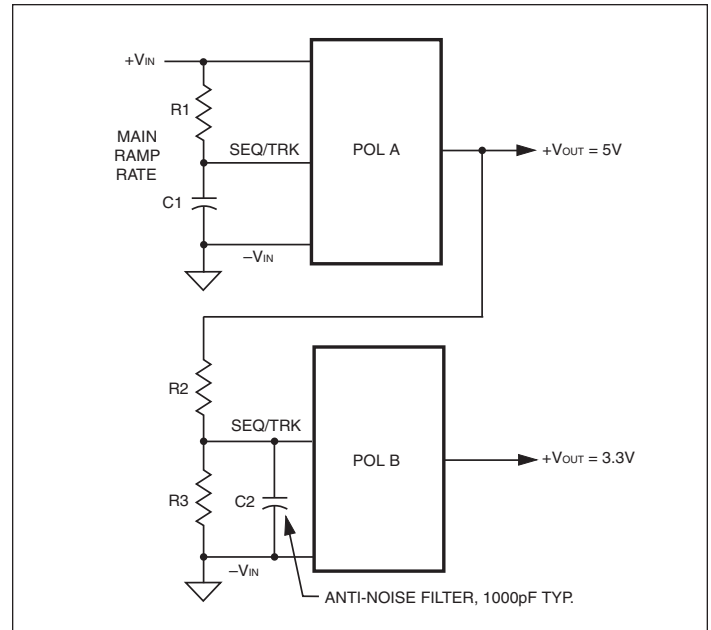 +VIN
R1
MAIN
RAMP
RATE
SEQ/TRK
POL A
+VOUT = 5V
C1
–VIN
R2
SEQ/TRK
POL B
+VOUT = 3.3V
R3
C2
–VIN
ANTI-NOISE FILTER, 1000pF TYP.